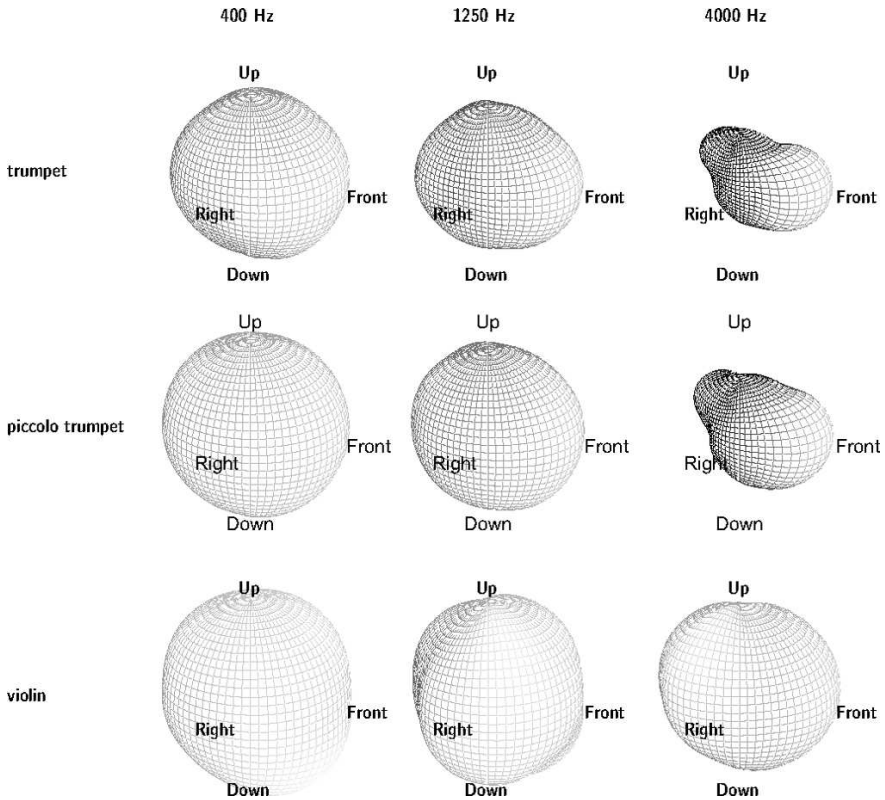 400 Hz 1250 Hz 4000 Hz
Up Up Up
trumpet
Front Front Front
Right Right Right
Down Down Down
Up Up Up
piccolo trumpet
Front Front Front
Right Right Right
Down Down Down
Up Up Up
violin
Front Front Front
Right Right Right
Down Down Down